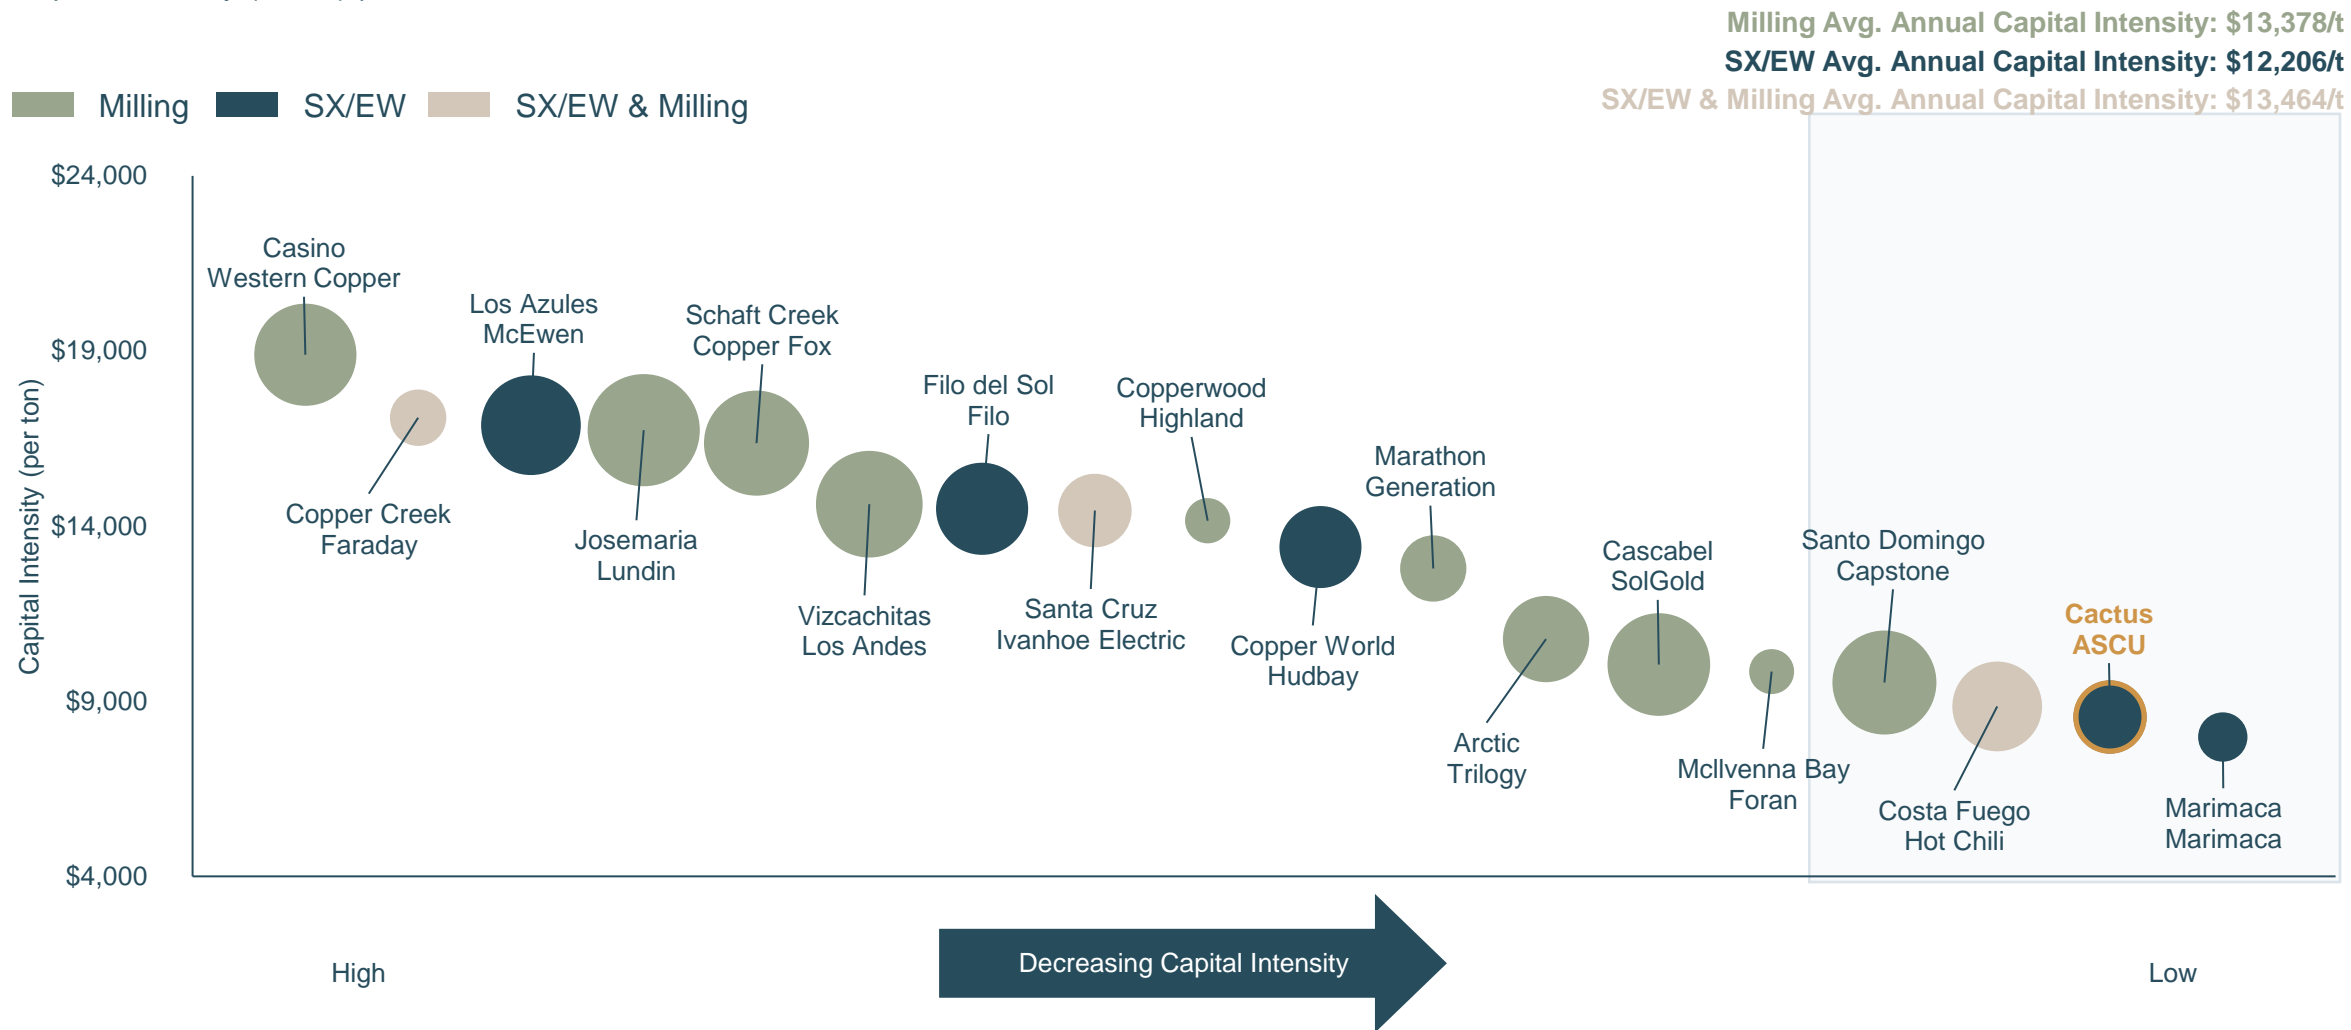 Milling Avg. Annual Capital Intensity: $13,378/t
SX/EW Avg. Annual Capital Intensity: $12,206/t
SX/EW & Milling Avg. Annual Capital Intensity: $13,464/t
Milling
SX/EW
SX/EW & Milling
Capital Intensity (per ton)
$24,000
$19,000
$14,000
$9,000
$4,000
Casino
Western Copper
Copper Creek
Faraday
Los Azules
McEwen
Josemaria
Lundin
Schaft Creek
Copper Fox
Vizcachitas
Los Andes
Filo del Sol
Filo
Santa Cruz
Ivanhoe Electric
Copperwood
Highland
Copper World
Hudbay
Marathon
Generation
Arctic
Trilogy
Cascabel
SolGold
McIlvenna Bay
Foran
Santo Domingo
Capstone
Costa Fuego
Hot Chili
Cactus
ASCU
Marimaca
Marimaca
High
Decreasing Capital Intensity
Low